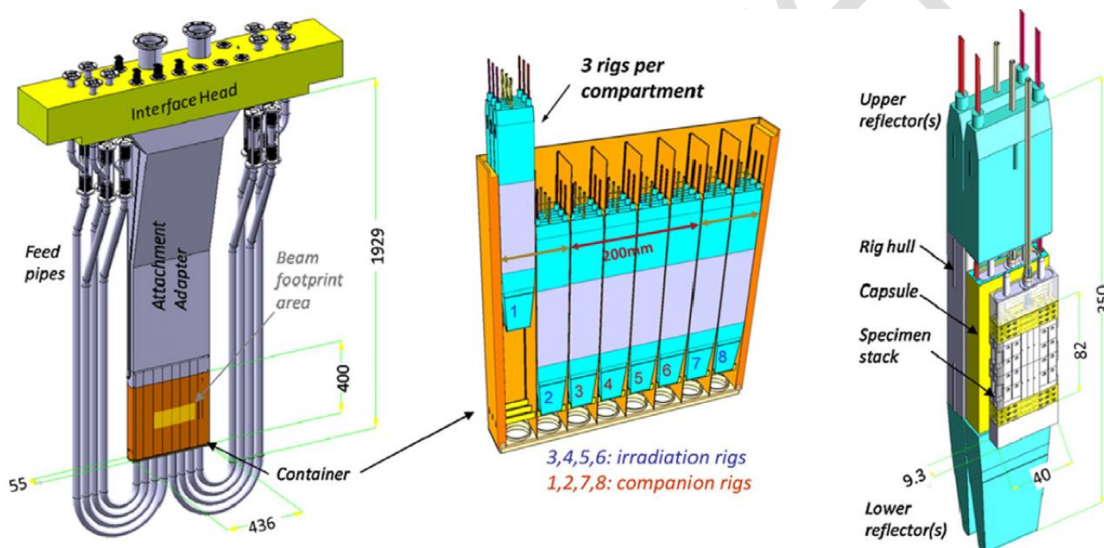 Interface Head
Feed
pipes
Attachment
Adapter
Beam
footprint
area
1929
400
55
436
Container
3 rigs per
compartment
200mm
1
2
3
4
5
6
7
8
3,4,5,6: irradiation rigs
1,2,7,8: companion rigs
Upper
reflector(s)
Rig hull
Capsule
Specimen
stack
350
82
9.3
40
Lower
reflector(s)